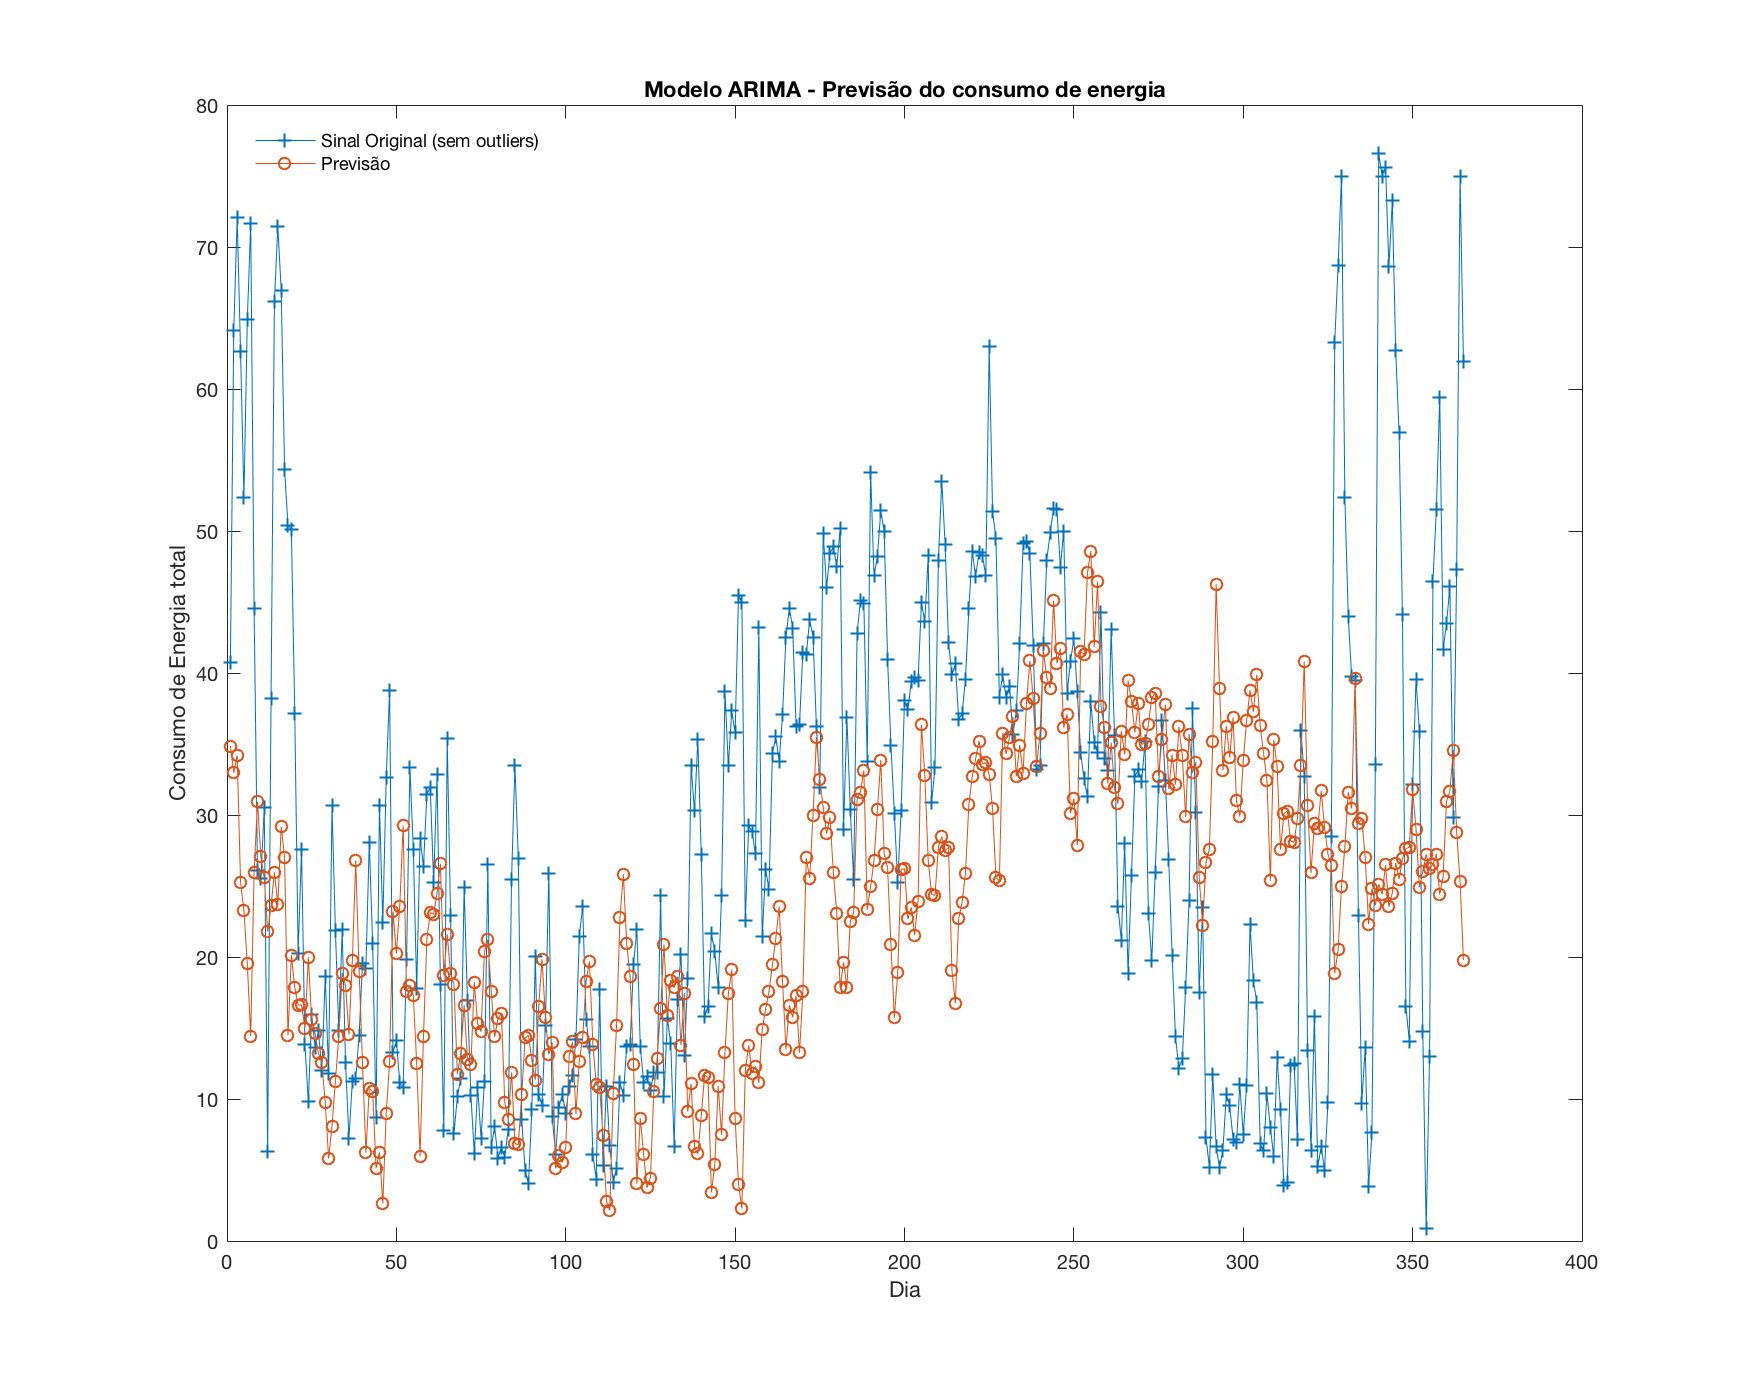 Modelo ARIMA - Previsão do consumo de energia
80
Sinal Original (sem outliers)
Previsão
70
60
50
Consumo de Energia total
40
30
20
10
0
0 50 100 150 200 250 300 350 400
Dia